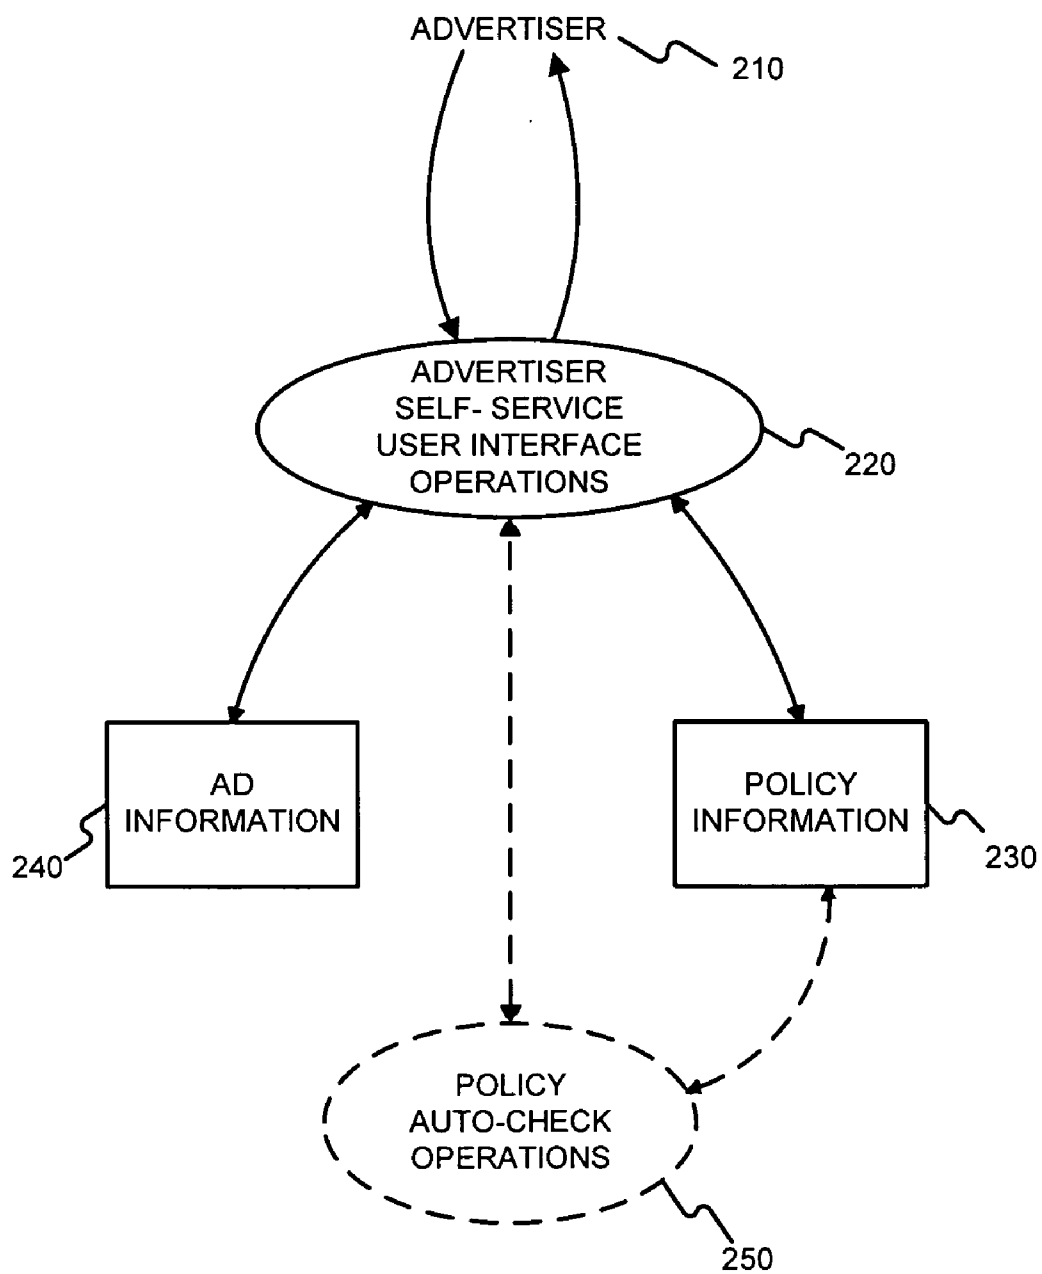 ADVERTISER
210
ADVERTISER
SELF- SERVICE
USER INTERFACE
OPERATIONS
220
AD
INFORMATION
240
POLICY
INFORMATION
230
POLICY
AUTO-CHECK
OPERATIONS
250